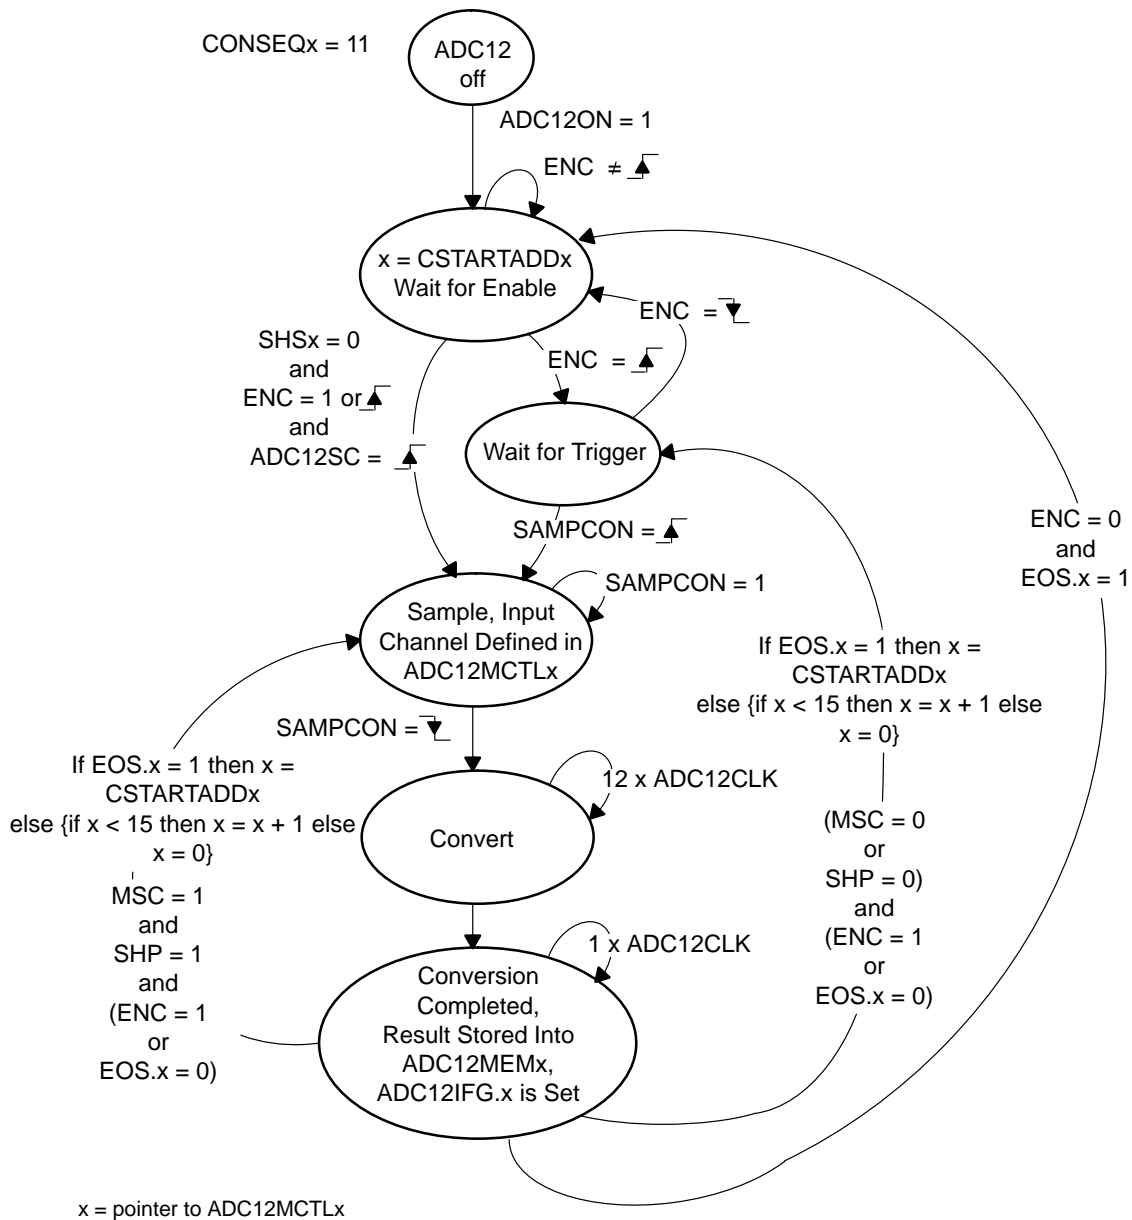 CONSEQx = 11
ADC12
off
ADC12ON = 1
ENC ≠
x = CSTARTADDx
Wait for Enable
ENC =
SHSx = 0
and
ENC = 1 or
and
ADC12SC =
ENC =
Wait for Trigger
SAMPCON =
ENC = 0
and
EOS.x = 1
SAMPCON = 1
Sample, Input
Channel Defined in
ADC12MCTLx
If EOS.x = 1 then x =
CSTARTADDx
else {if x < 15 then x = x + 1 else
x = 0}
SAMPCON =
If EOS.x = 1 then x =
CSTARTADDx
else {if x < 15 then x = x + 1 else
x = 0}
12 x ADC12CLK
Convert
(MSC = 0
or
SHP = 0)
and
(ENC = 1
or
EOS.x = 0)
MSC = 1
and
SHP = 1
and
(ENC = 1
or
EOS.x = 0)
1 x ADC12CLK
Conversion
Completed,
Result Stored Into
ADC12MEMx,
ADC12IFG.x is Set
x = pointer to ADC12MCTLx